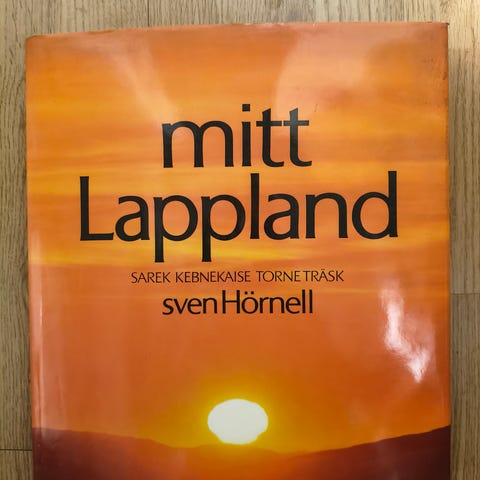 mitt
Lappland
SAREK KEBNEKAISE TORNE TRÄSK
sven Hörnell